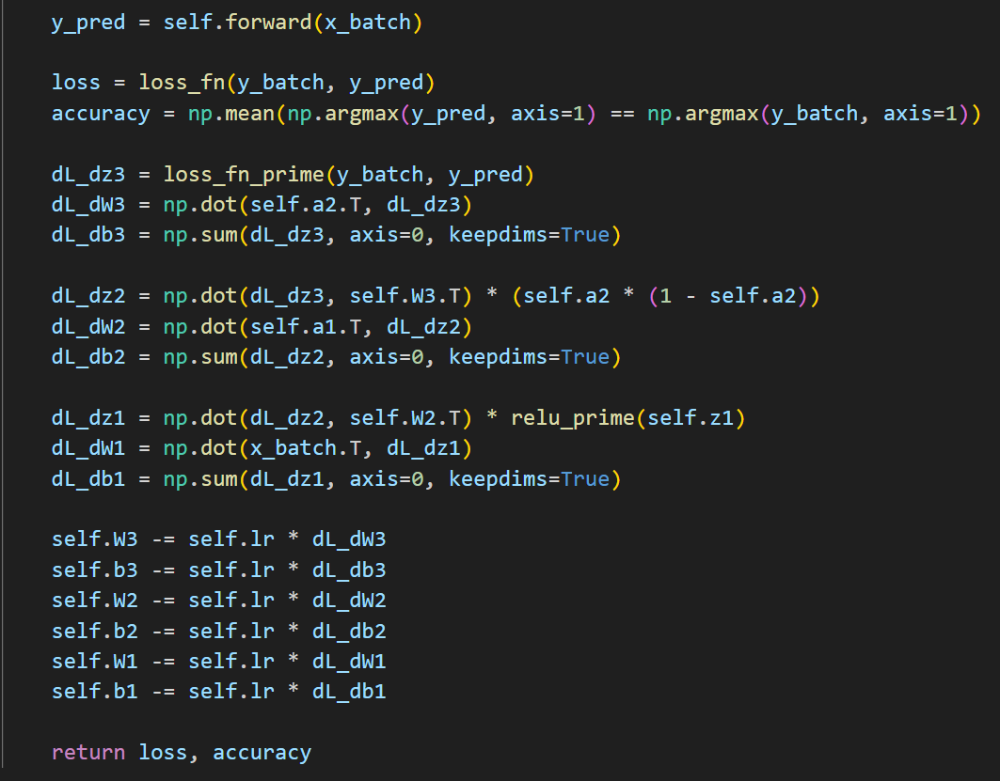 y_pred = self.forward(x_batch)
loss = loss_fn(y_batch, y_pred)
accuracy = np.mean(np.argmax(y_pred, axis=1) == np.argmax(y_batch, axis=1))
dL_dz3 = loss_fn_prime(y_batch, y_pred)
dL_dW3 = np.dot(self.a2.T, dL_dz3)
dL_db3 = np.sum(dL_dz3, axis=0, keepdims=True)
dL_dz2 = np.dot(dL_dz3, self.W3.T) * (self.a2 * (1 - self.a2))
dL_dW2 = np.dot(self.a1.T, dL_dz2)
dL_db2 = np.sum(dL_dz2, axis=0, keepdims=True)
dL_dz1 = np.dot(dL_dz2, self.W2.T) * relu_prime(self.z1)
dL_dW1 = np.dot(x_batch.T, dL_dz1)
dL_db1 = np.sum(dL_dz1, axis=0, keepdims=True)
self.W3 -= self.lr * dL_dW3
self.b3 -= self.lr * dL_db3
self.W2 -= self.lr * dL_dW2
self.b2 -= self.lr * dL_db2
self.W1 -= self.lr * dL_dW1
self.b1 -= self.lr * dL_db1
return loss, accuracy